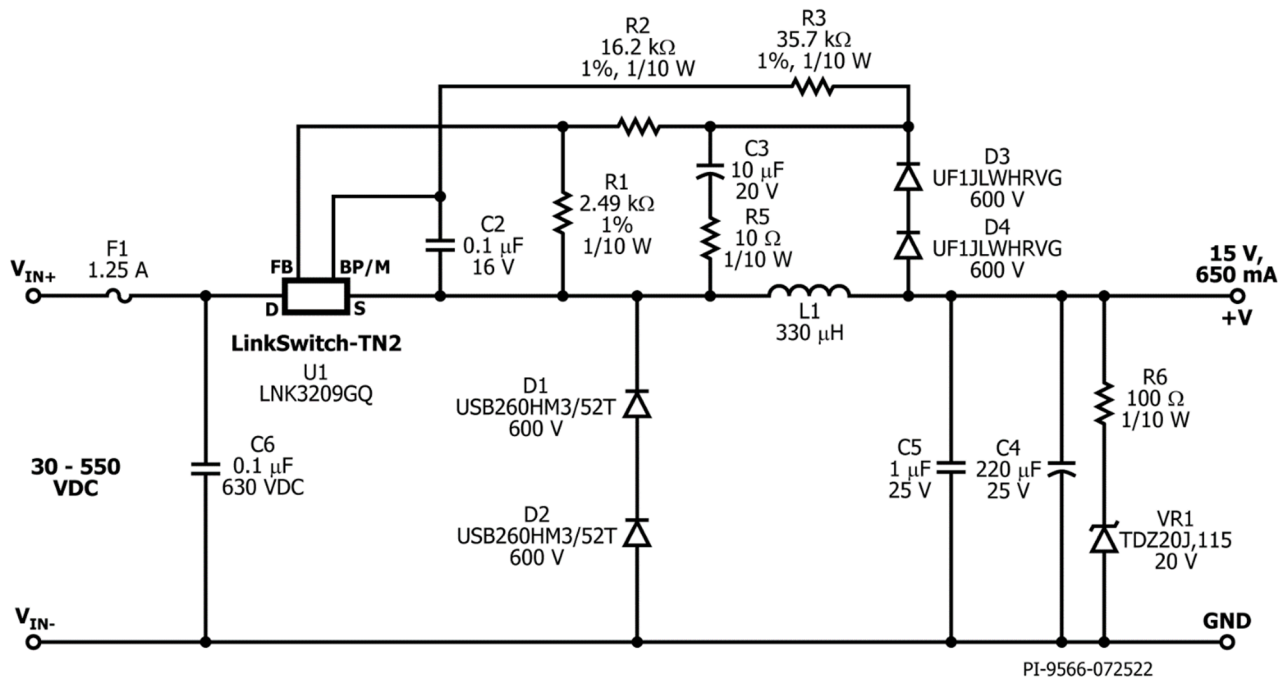 R2
16.2 kΩ
1%, 1/10 W
R3
35.7 kΩ
1%, 1/10 W
C3
10 μF
20 V
D3
UF1JLWHRVG
600 V
R1
2.49 kΩ
1%
1/10 W
R5
10 Ω
1/10 W
D4
UF1JLWHRVG
600 V
C2
0.1 μF
16 V
F1
1.25 A
VIN+
FB
BP/M
D
S
15 V,
650 mA
+V
L1
330 μH
LinkSwitch-TN2
U1
LNK3209GQ
D1
USB260HM3/52T
600 V
R6
100 Ω
1/10 W
30 - 550
VDC
C6
0.1 μF
630 VDC
C5
1 μF
25 V
C4
220 μF
25 V
D2
USB260HM3/52T
600 V
VR1
TDZ20J,115
20 V
VIN-
GND
PI-9566-072522